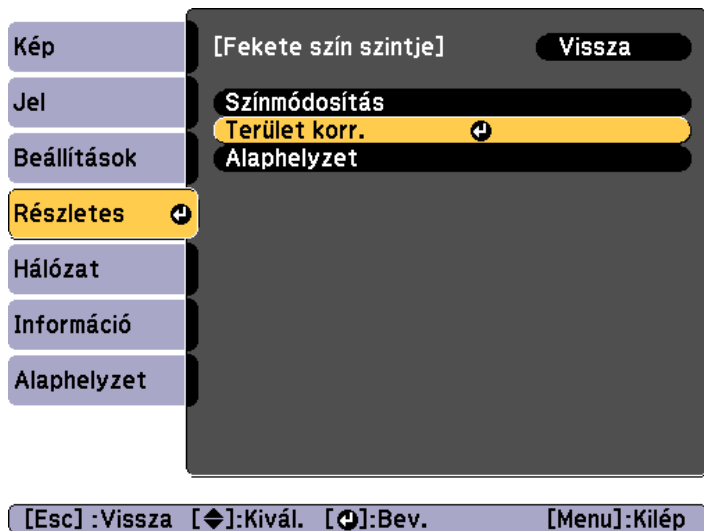 Kép
Jel
Beállítások
Részletes
Hálózat
Információ
Alaphelyzet
[Fekete szín szintje] Vissza
Színmódosítás
Terület korr.
Alaphelyzet
[Esc] :Vissza [◆]:Kivál. [↵]:Bev. [Menu]:Kilép